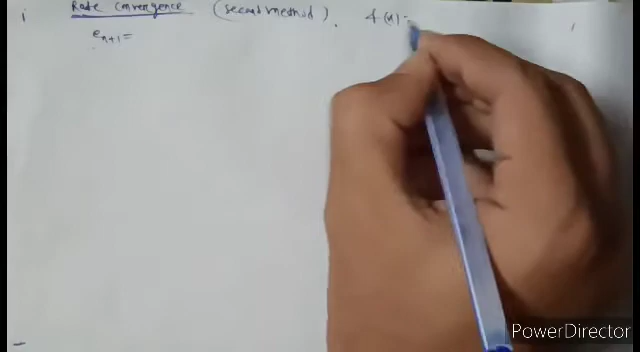 i Rate Convergence (secant method). f(x) =
e_{n+1} =
PowerDirector